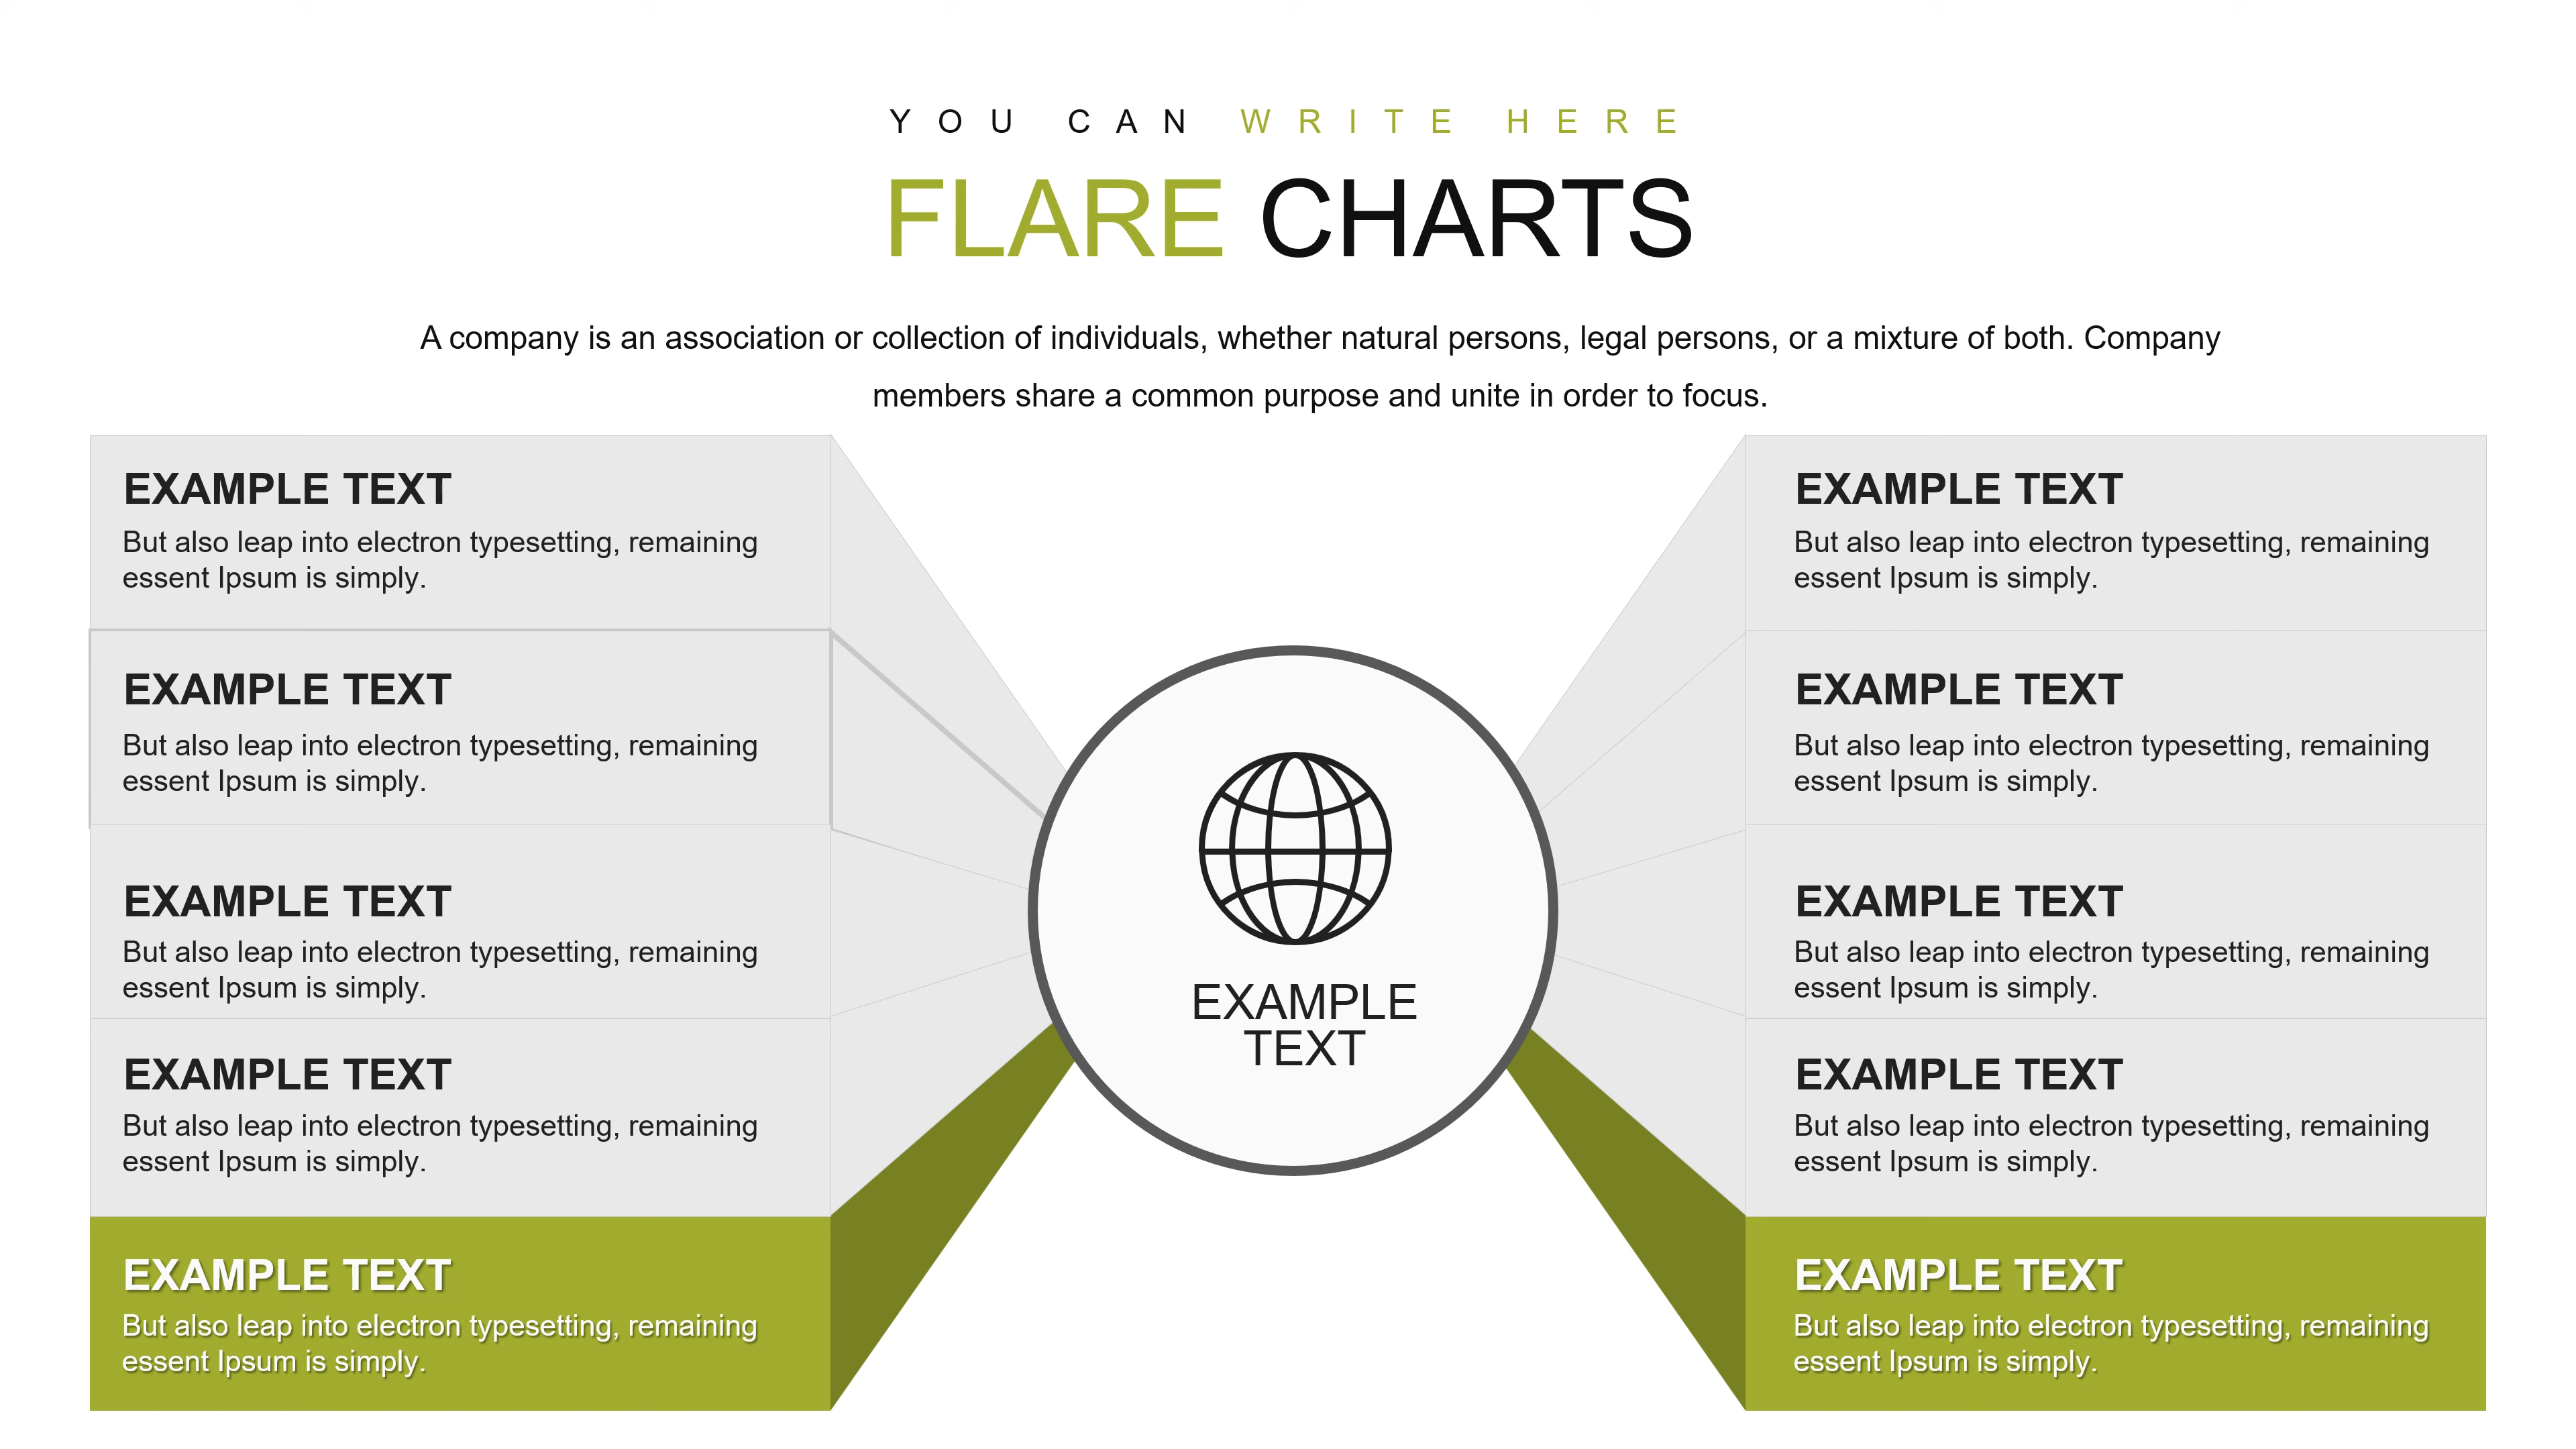 YOU CAN WRITE HERE
FLARE CHARTS
A company is an association or collection of individuals, whether natural persons, legal persons, or a mixture of both. Company
members share a common purpose and unite in order to focus.
EXAMPLE TEXT
But also leap into electron typesetting, remaining
essent Ipsum is simply.
EXAMPLE TEXT
But also leap into electron typesetting, remaining
essent Ipsum is simply.
EXAMPLE TEXT
But also leap into electron typesetting, remaining
essent Ipsum is simply.
EXAMPLE TEXT
But also leap into electron typesetting, remaining
essent Ipsum is simply.
EXAMPLE TEXT
But also leap into electron typesetting, remaining
essent Ipsum is simply.
EXAMPLE
TEXT
EXAMPLE TEXT
But also leap into electron typesetting, remaining
essent Ipsum is simply.
EXAMPLE TEXT
But also leap into electron typesetting, remaining
essent Ipsum is simply.
EXAMPLE TEXT
But also leap into electron typesetting, remaining
essent Ipsum is simply.
EXAMPLE TEXT
But also leap into electron typesetting, remaining
essent Ipsum is simply.
EXAMPLE TEXT
But also leap into electron typesetting, remaining
essent Ipsum is simply.